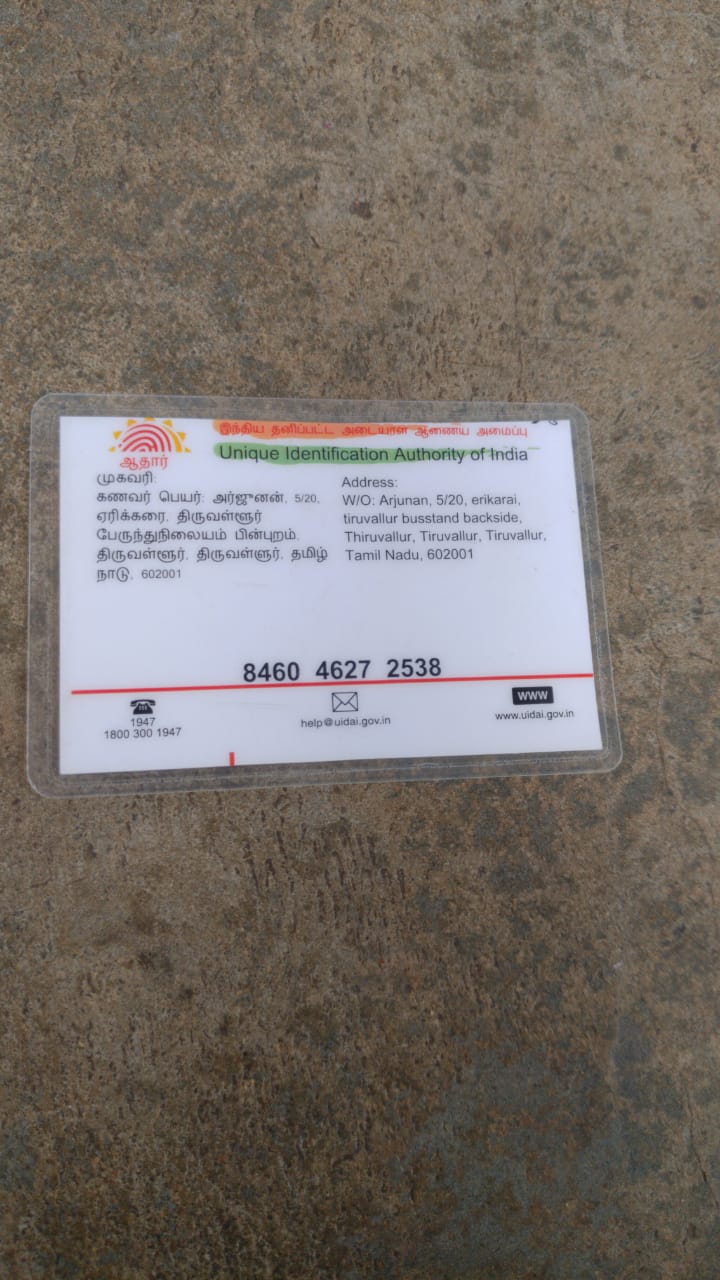 இந்திய தனிப்பட்ட அடையாள ஆணைய அமைப்பு
Unique Identification Authority of India
ஆதார்
முகவரி:
கணவர் பெயர்: அர்ஜுனன், 5/20,
ஏரிக்கரை, திருவள்ளூர்
பேருந்துநிலையம் பின்புறம்,
திருவள்ளூர், திருவள்ளுர், தமிழ்
நாடு, 602001
Address:
W/O: Arjunan, 5/20, erikarai,
tiruvallur busstand backside,
Thiruvallur, Tiruvallur, Tiruvallur,
Tamil Nadu, 602001
8460 4627 2538
1947
1800 300 1947
help@uidai.gov.in
WWW
www.uidai.gov.in